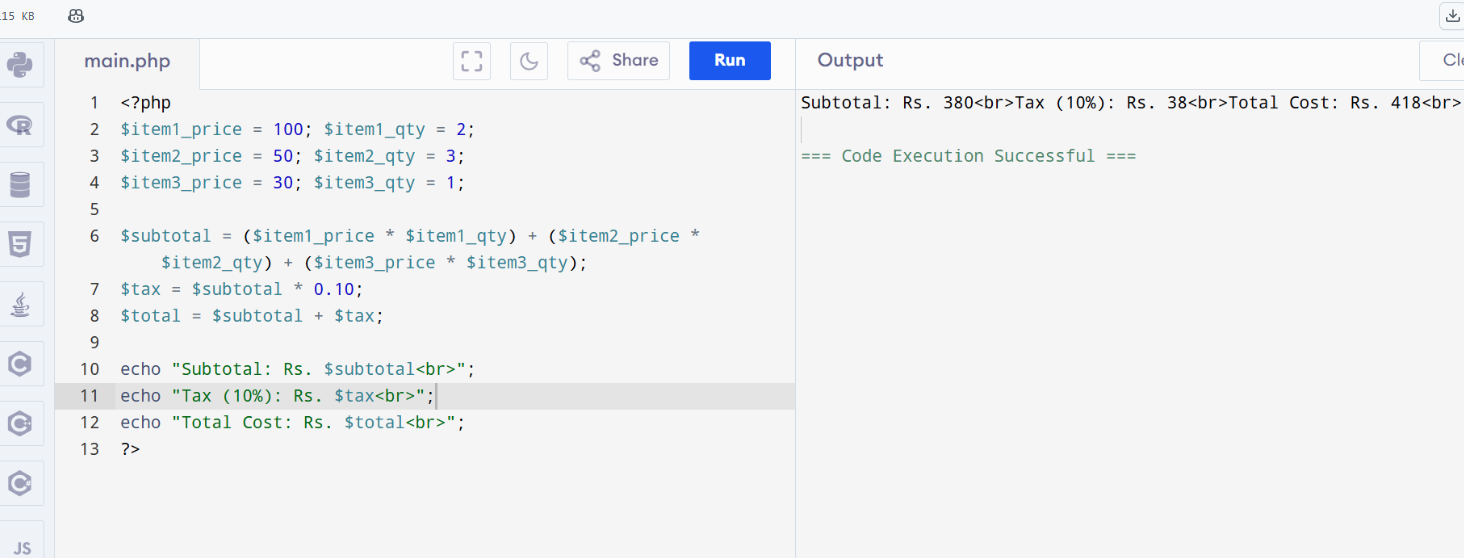 15 KB
main.php
Share
Run
Output
1 <?php
2 $item1_price = 100; $item1_qty = 2;
3 $item2_price = 50; $item2_qty = 3;
4 $item3_price = 30; $item3_qty = 1;
5
6 $subtotal = ($item1_price * $item1_qty) + ($item2_price *
$item2_qty) + ($item3_price * $item3_qty);
7 $tax = $subtotal * 0.10;
8 $total = $subtotal + $tax;
9
10 echo "Subtotal: Rs. $subtotal<br>";
11 echo "Tax (10%): Rs. $tax<br>";
12 echo "Total Cost: Rs. $total<br>";
13 ?>
Subtotal: Rs. 380<br>Tax (10%): Rs. 38<br>Total Cost: Rs. 418<br>
=== Code Execution Successful ===
R
5
C
C
C
JS